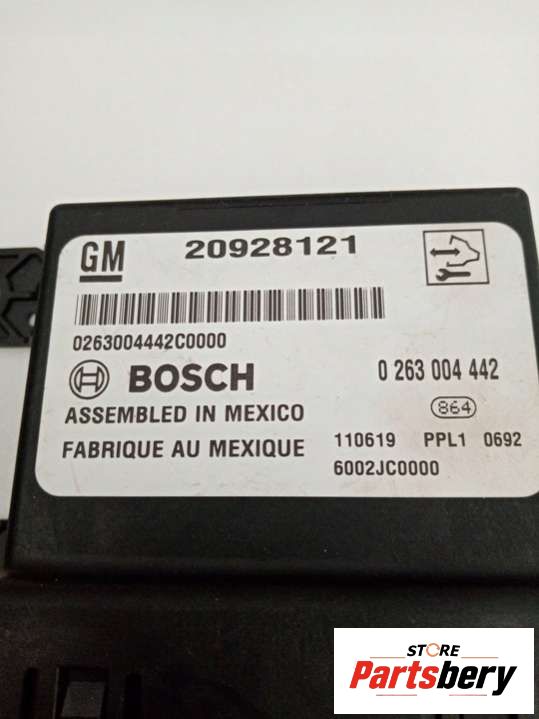 GM 20928121
0263004442C0000
BOSCH 0 263 004 442
ASSEMBLED IN MEXICO 864
FABRIQUE AU MEXIQUE 110619 PPL1 0692
6002JC0000
STORE
Partsbery